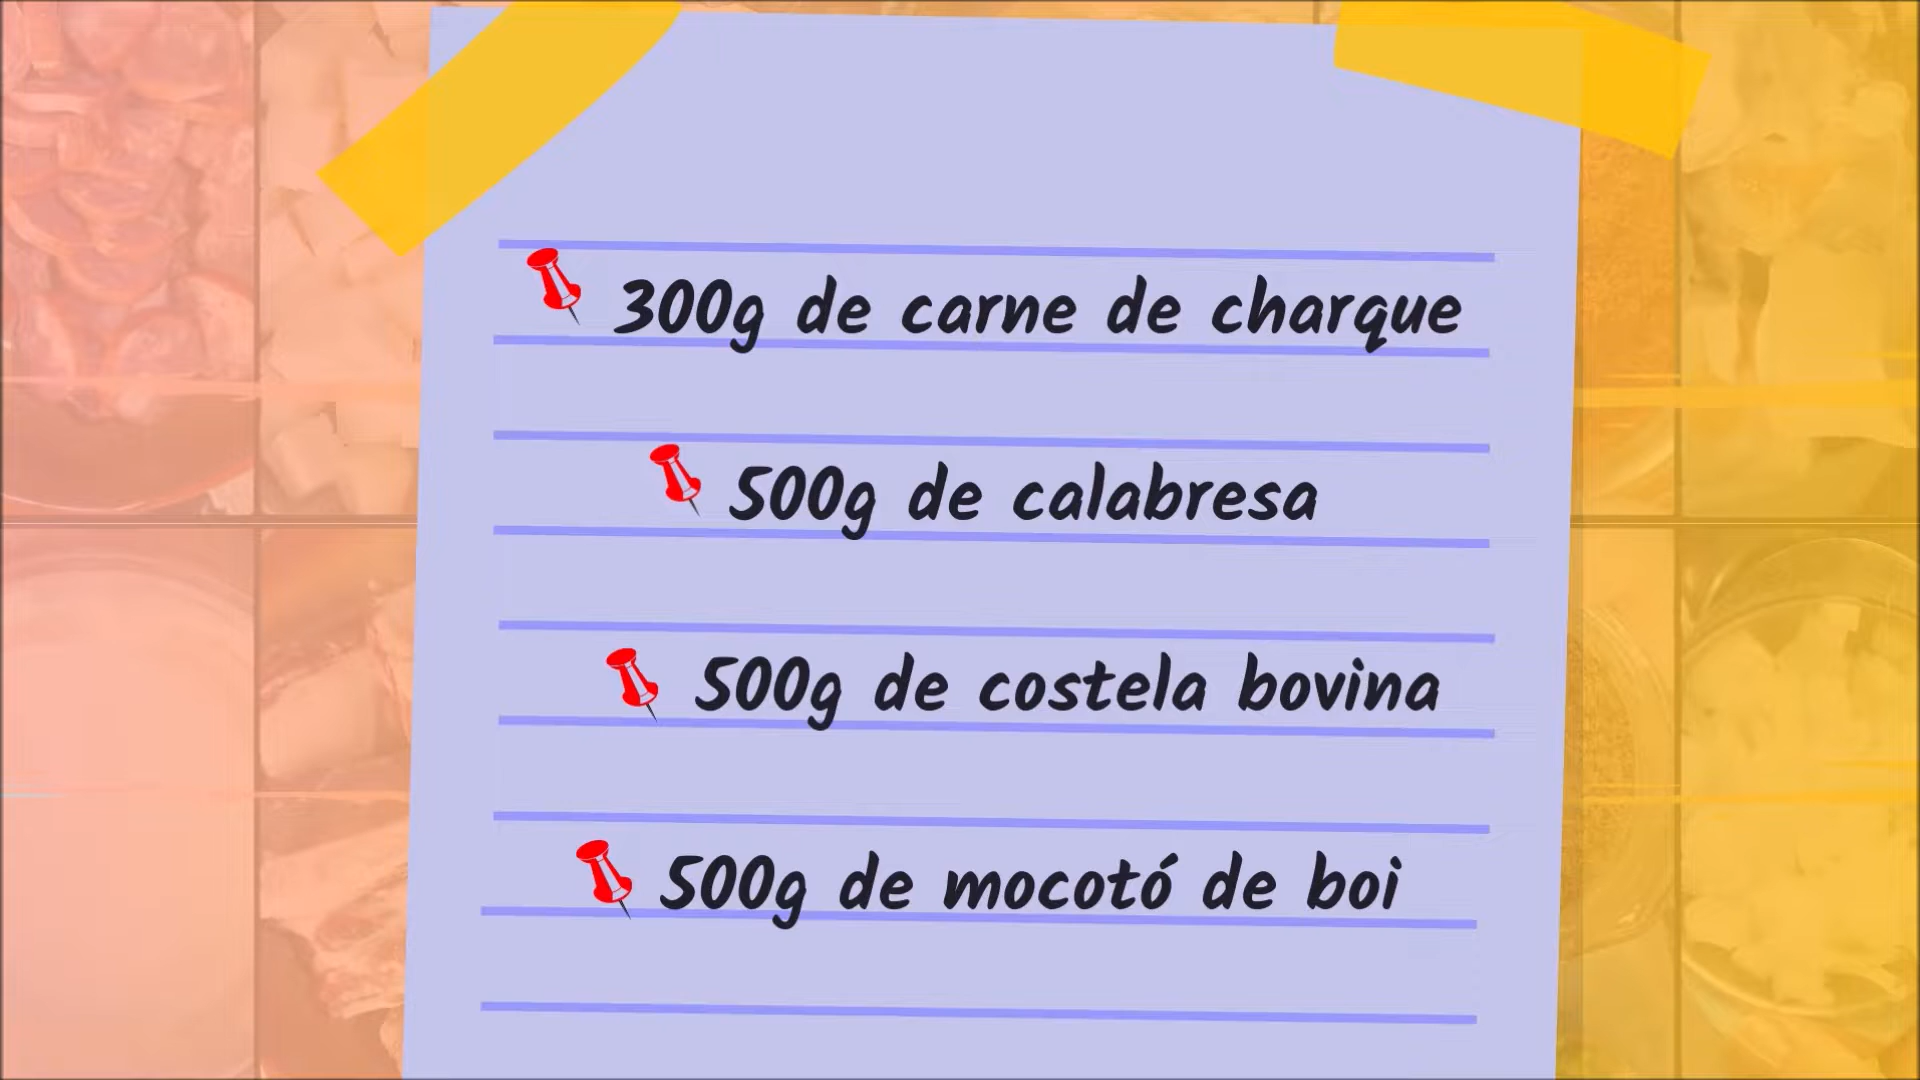 300g de carne de charque
500g de calabresa
500g de costela bovina
500g de mocotó de boi